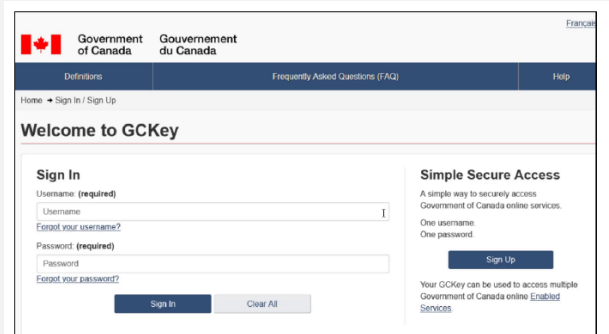 Français
Government of Canada
Gouvernement du Canada
Definitions
Frequently Asked Questions (FAQ)
Help
Home ➔ Sign In / Sign Up
Welcome to GCKey
Sign In
Username: (required)
Username
Forgot your username?
Password: (required)
Password
Forgot your password?
Sign In
Clear All
Simple Secure Access
A simple way to securely access
Government of Canada online services.
One username.
One password.
Sign Up
Your GCKey can be used to access multiple
Government of Canada online Enabled
Services.